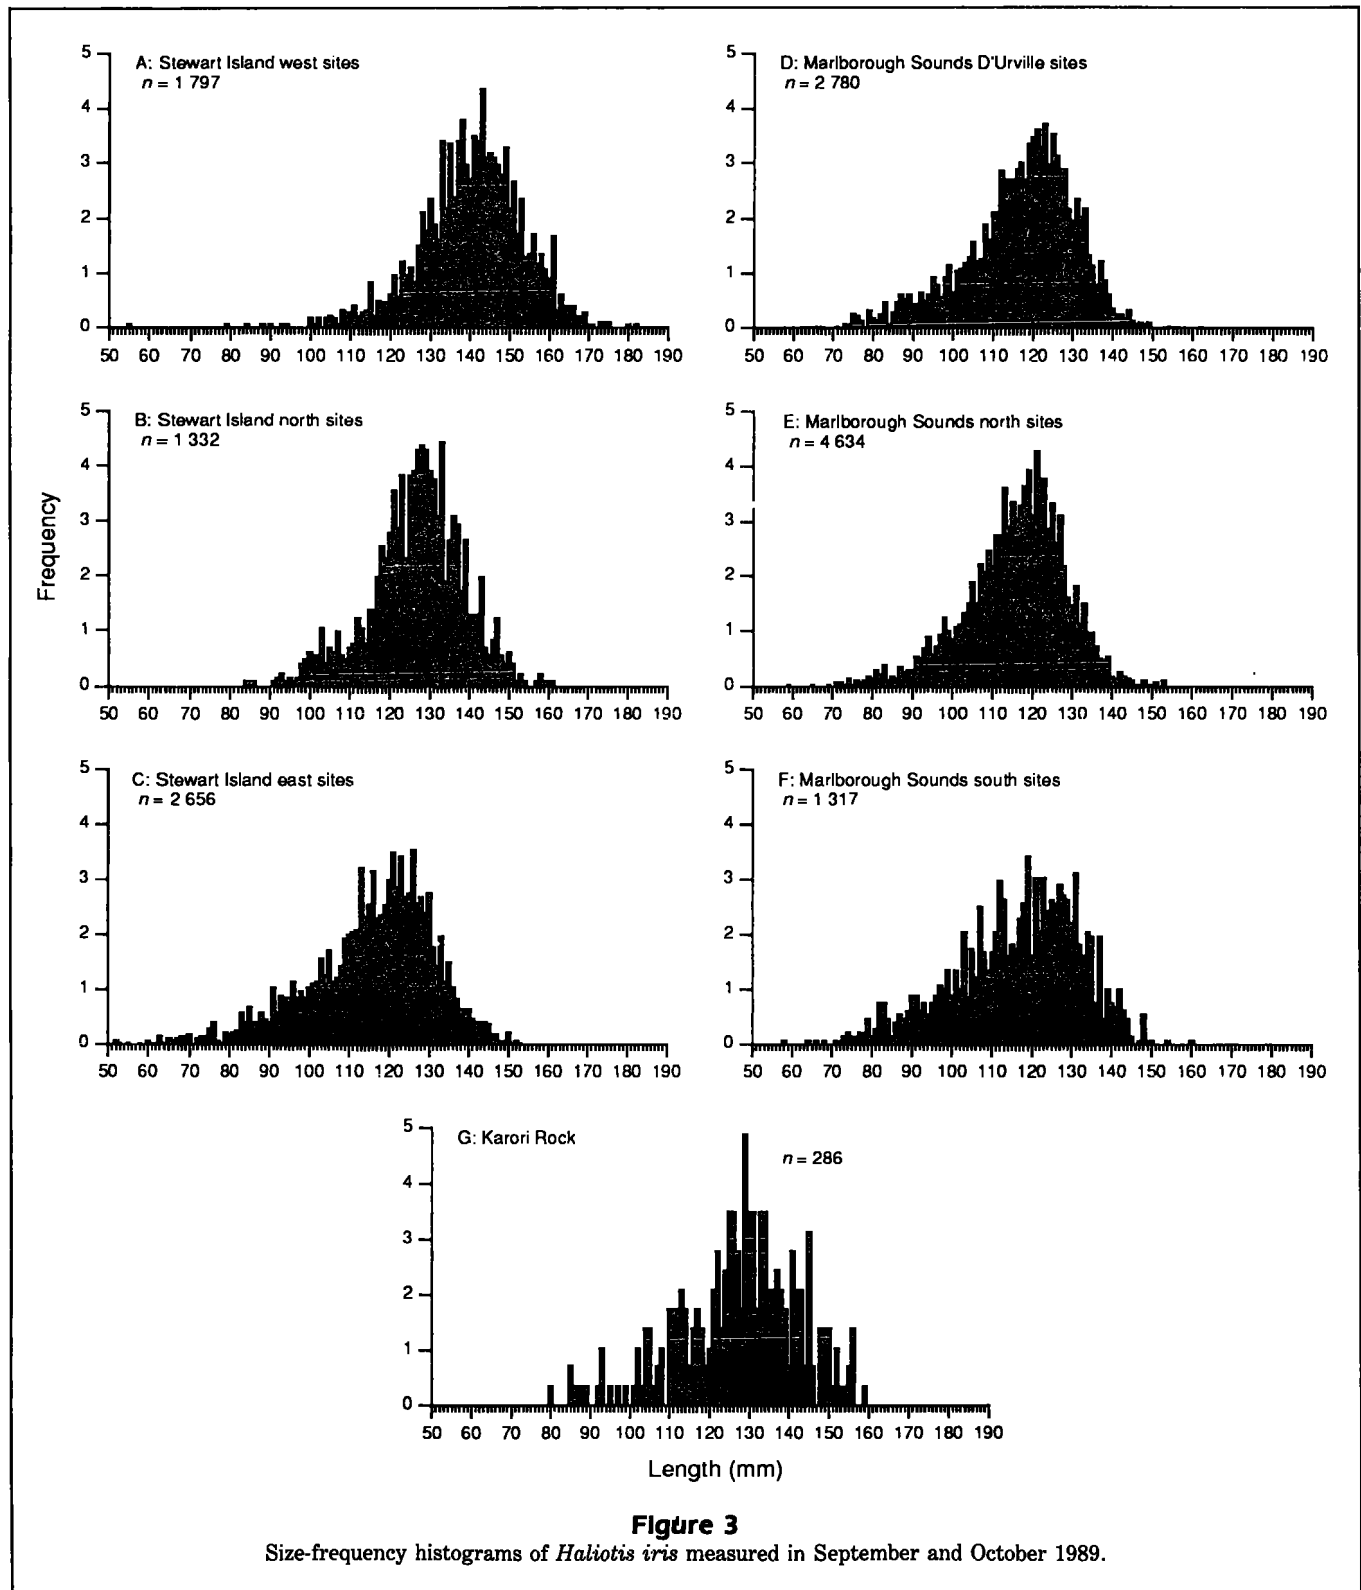 A: Stewart Island west sites
n = 1 797
5
4
3
2
1
0
50 60 70 80 90 100 110 120 130 140 150 160 170 180 190
D: Marlborough Sounds D'Urville sites
n = 2 780
5
4
3
2
1
0
50 60 70 80 90 100 110 120 130 140 150 160 170 180 190
B: Stewart Island north sites
n = 1 332
5
4
3
2
1
0
50 60 70 80 90 100 110 120 130 140 150 160 170 180 190
E: Marlborough Sounds north sites
n = 4 634
5
4
3
2
1
0
50 60 70 80 90 100 110 120 130 140 150 160 170 180 190
Frequency
C: Stewart Island east sites
n = 2 656
5
4
3
2
1
0
50 60 70 80 90 100 110 120 130 140 150 160 170 180 190
F: Marlborough Sounds south sites
n = 1 317
5
4
3
2
1
0
50 60 70 80 90 100 110 120 130 140 150 160 170 180 190
G: Karori Rock
n = 286
5
4
3
2
1
0
50 60 70 80 90 100 110 120 130 140 150 160 170 180 190
Length (mm)
Figure 3
Size-frequency histograms of Haliotis iris measured in September and October 1989.